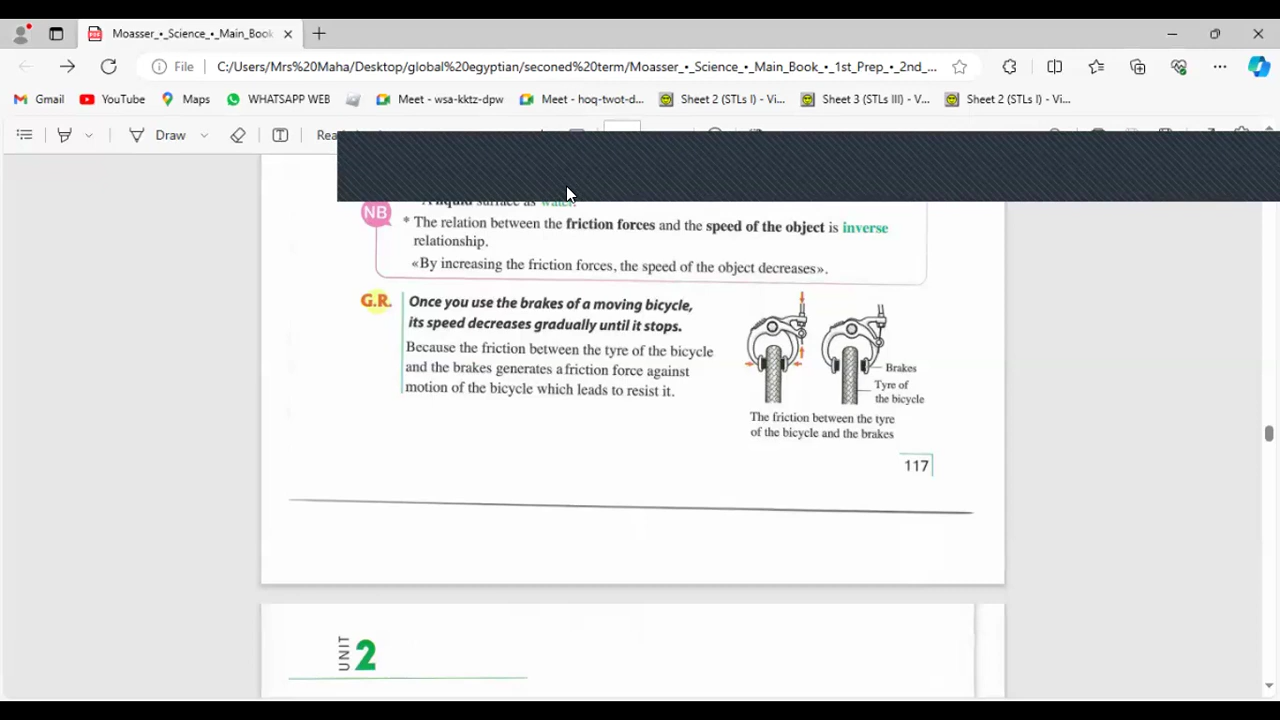 Moasser_•_Science_•_Main_Book
File C:/Users/Mrs%20Maha/Desktop/global%20egyptian/seconed%20term/Moasser_•_Science_•_Main_Book_•_1st_Prep_•_2nd_...
Gmail YouTube Maps WHATSAPP WEB Meet - wsa-kktz-dpw Meet - hoq-twot-d... Sheet 2 (STLs I) - Vi... Sheet 3 (STLs III) - V... Sheet 2 (STLs I) - Vi...
Draw
A liquid surface as water.
NB
* The relation between the friction forces and the speed of the object is inverse
relationship.
«By increasing the friction forces, the speed of the object decreases».
G.R.
Once you use the brakes of a moving bicycle,
its speed decreases gradually until it stops.
Because the friction between the tyre of the bicycle
and the brakes generates a friction force against
motion of the bicycle which leads to resist it.
Brakes
Tyre of
the bicycle
The friction between the tyre
of the bicycle and the brakes
117
UNIT 2